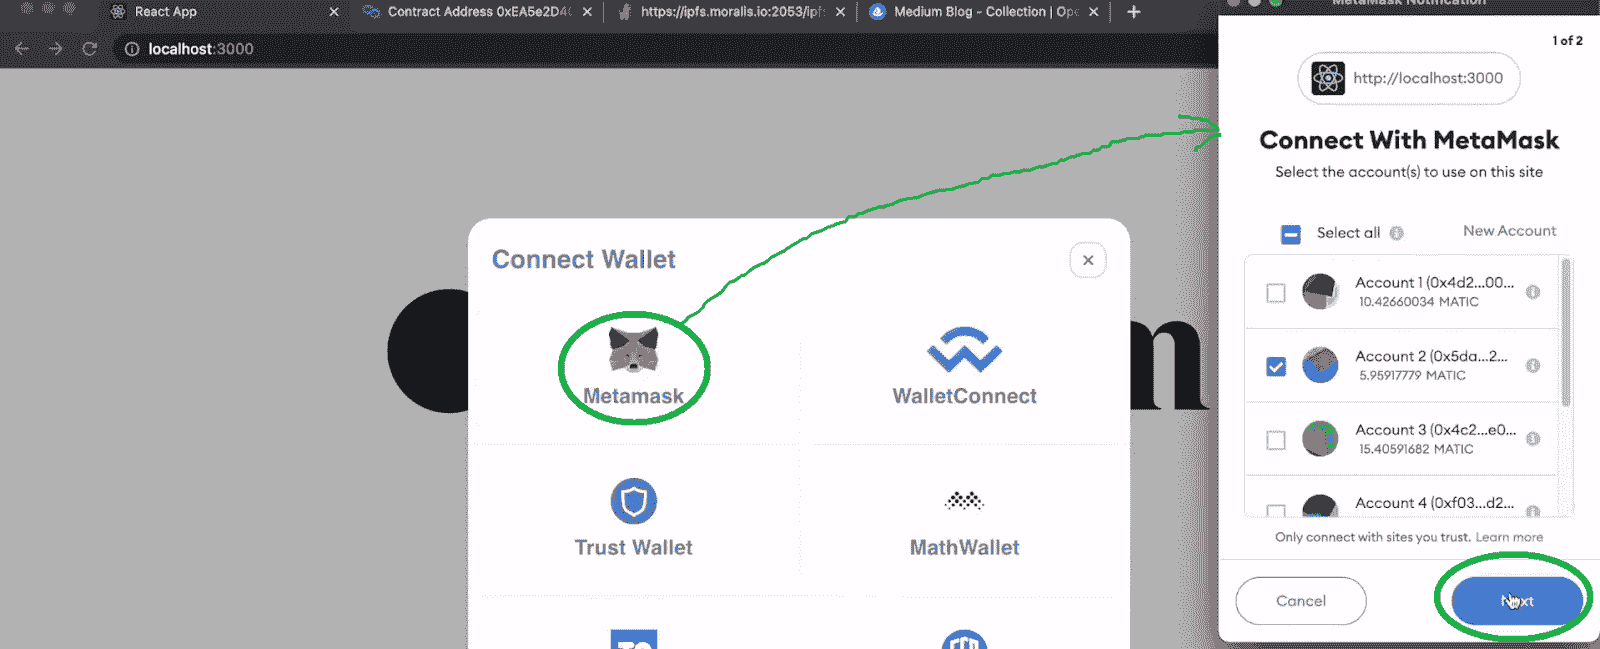 React App
Contract Address 0xEA5e2D4
https://ipfs.moralis.io:2053/ipf
Medium Blog - Collection | Ope
localhost:3000
Connect Wallet
Metamask
WalletConnect
Trust Wallet
MathWallet
m
MetaMask Notification
1 of 2
http://localhost:3000
Connect With MetaMask
Select the account(s) to use on this site
Select all
New Account
Account 1 (0x4d2...00...
10.42660034 MATIC
Account 2 (0x5da...2...
5.95917779 MATIC
Account 3 (0x4c2...e0...
15.40591682 MATIC
Account 4 (0xf03...d2...
Only connect with sites you trust. Learn more
Cancel
Next